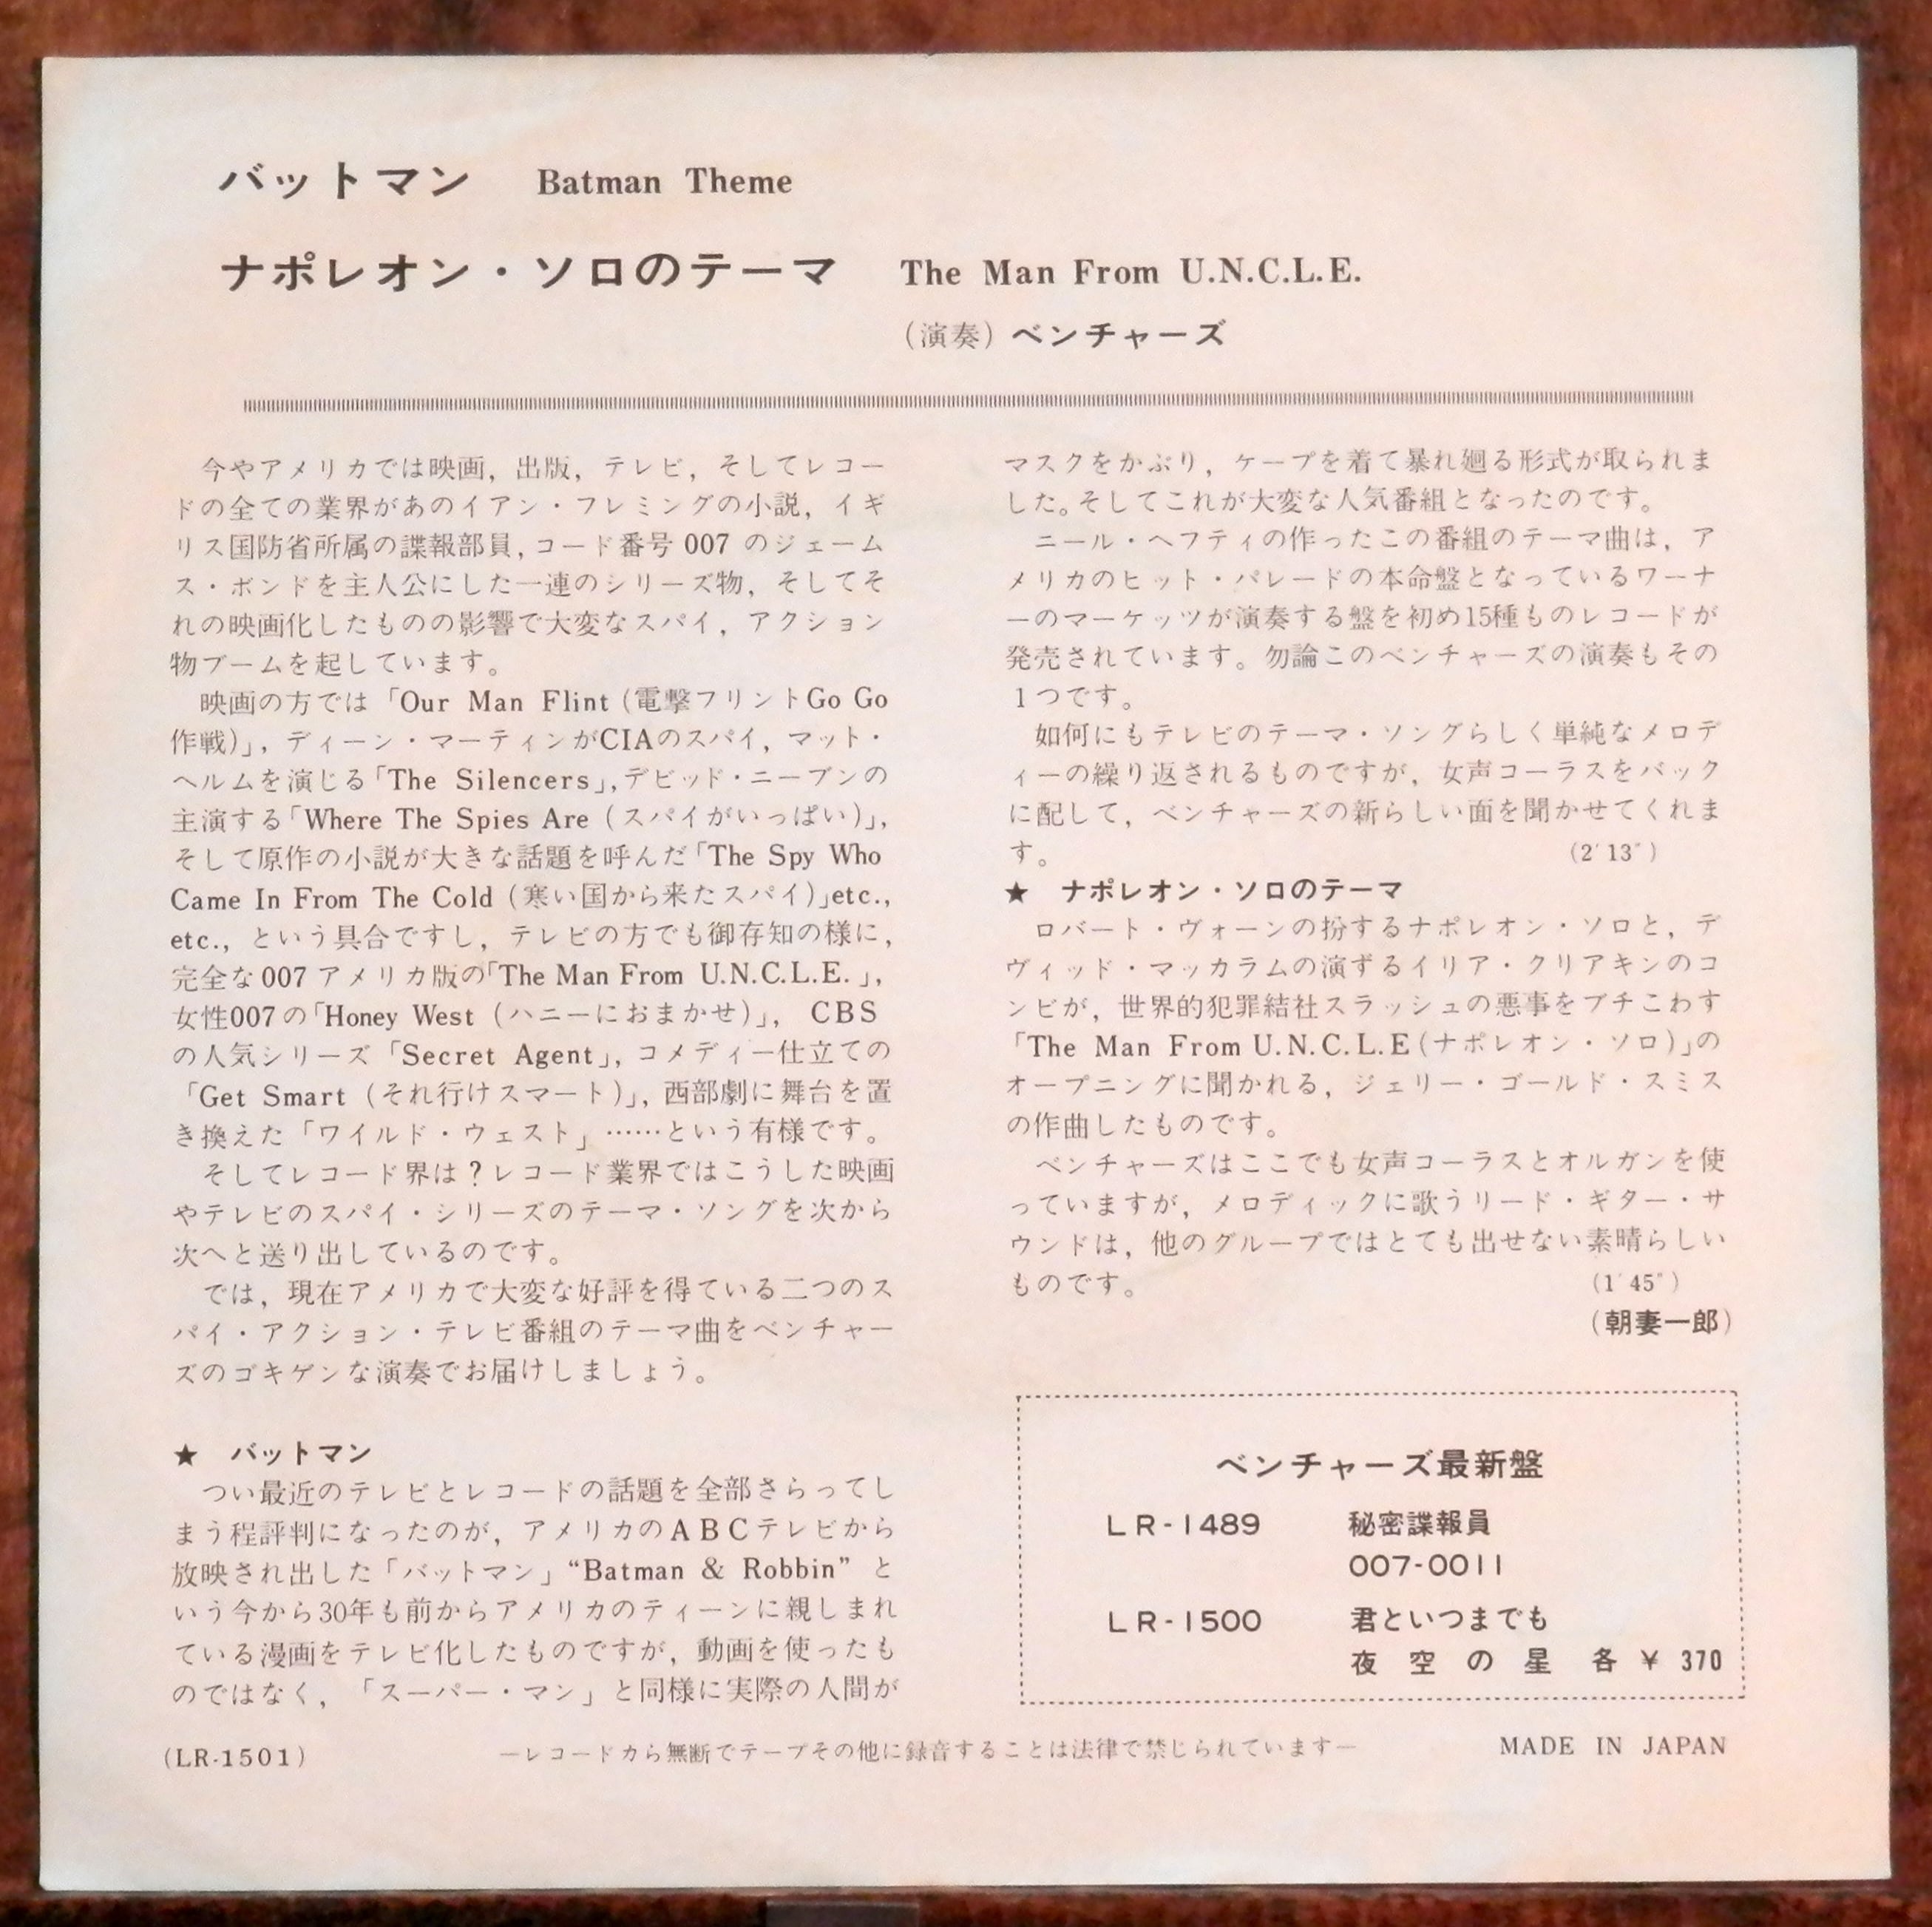 バットマン　Batman Theme
ナポレオン・ソロのテーマ　The Man From U.N.C.L.E.
（演奏）ベンチャーズ
今やアメリカでは映画，出版，テレビ，そしてレコー
ドの全ての業界があのイアン・フレミングの小説，イギ
リス国防省所属の諜報部員，コード番号 007 のジェーム
ス・ボンドを主人公にした一連のシリーズ物，そしてそ
れの映画化したものの影響で大変なスパイ，アクション
物ブームを起しています。
映画の方では「Our Man Flint (電撃フリントGo Go
作戦)」，ディーン・マーティンがCIAのスパイ，マット・
ヘルムを演じる「The Silencers」，デビッド・ニーブンの
主演する「Where The Spies Are (スパイがいっぱい)」，
そして原作の小説が大きな話題を呼んだ「The Spy Who
Came In From The Cold (寒い国から来たスパイ)」etc.,
etc., という具合ですし，テレビの方でも御存知の様に，
完全な 007 アメリカ版の「The Man From U.N.C.L.E.」，
女性007の「Honey West (ハニーにおまかせ)」， CBS
の人気シリーズ「Secret Agent」，コメディー仕立ての
「Get Smart (それ行けスマート)」，西部劇に舞台を置
き換えた「ワイルド・ウェスト」……という有様です。
そしてレコード界は？レコード業界ではこうした映画
やテレビのスパイ・シリーズのテーマ・ソングを次から
次へと送り出しているのです。
では，現在アメリカで大変な好評を得ている二つのス
パイ・アクション・テレビ番組のテーマ曲をベンチャー
ズのゴキゲンな演奏でお届けしましょう。
★　バットマン
つい最近のテレビとレコードの話題を全部さらってし
まう程評判になったのが，アメリカのＡＢＣテレビから
放映され出した「バットマン」“Batman & Robbin” と
いう今から30年も前からアメリカのティーンに親しまれ
ている漫画をテレビ化したものですが，動画を使ったも
のではなく，「スーパー・マン」と同様に実際の人間が
マスクをかぶり，ケープを着て暴れ廻る形式が取られま
した。そしてこれが大変な人気番組となったのです。
ニール・ヘフティの作ったこの番組のテーマ曲は，ア
メリカのヒット・パレードの本命盤となっているワーナ
ーのマーケッツが演奏する盤を初め15種ものレコードが
発売されています。勿論このベンチャーズの演奏もその
1つです。
如何にもテレビのテーマ・ソングらしく単純なメロデ
ィーの繰り返されるものですが，女声コーラスをバック
に配して，ベンチャーズの新らしい面を聞かせてくれま
す。　（2′13″）
★　ナポレオン・ソロのテーマ
ロバート・ヴォーンの扮するナポレオン・ソロと，デ
ヴィッド・マッカラムの演ずるイリア・クリアキンのコ
ンビが，世界的犯罪結社スラッシュの悪事をブチこわす
「The Man From U.N.C.L.E (ナポレオン・ソロ)」の
オープニングに聞かれる，ジェリー・ゴールド・スミス
の作曲したものです。
ベンチャーズはここでも女声コーラスとオルガンを使
っていますが，メロディックに歌うリード・ギター・サ
ウンドは，他のグループではとても出せない素晴らしい
ものです。　（1′45″）
（朝妻一郎）
ベンチャーズ最新盤
LR-1489　秘密諜報員
007-0011
LR-1500　君といつまでも
夜空の星　各 ¥ 370
(LR-1501)　—レコードから無断でテープその他に録音することは法律で禁じられています—　MADE IN JAPAN